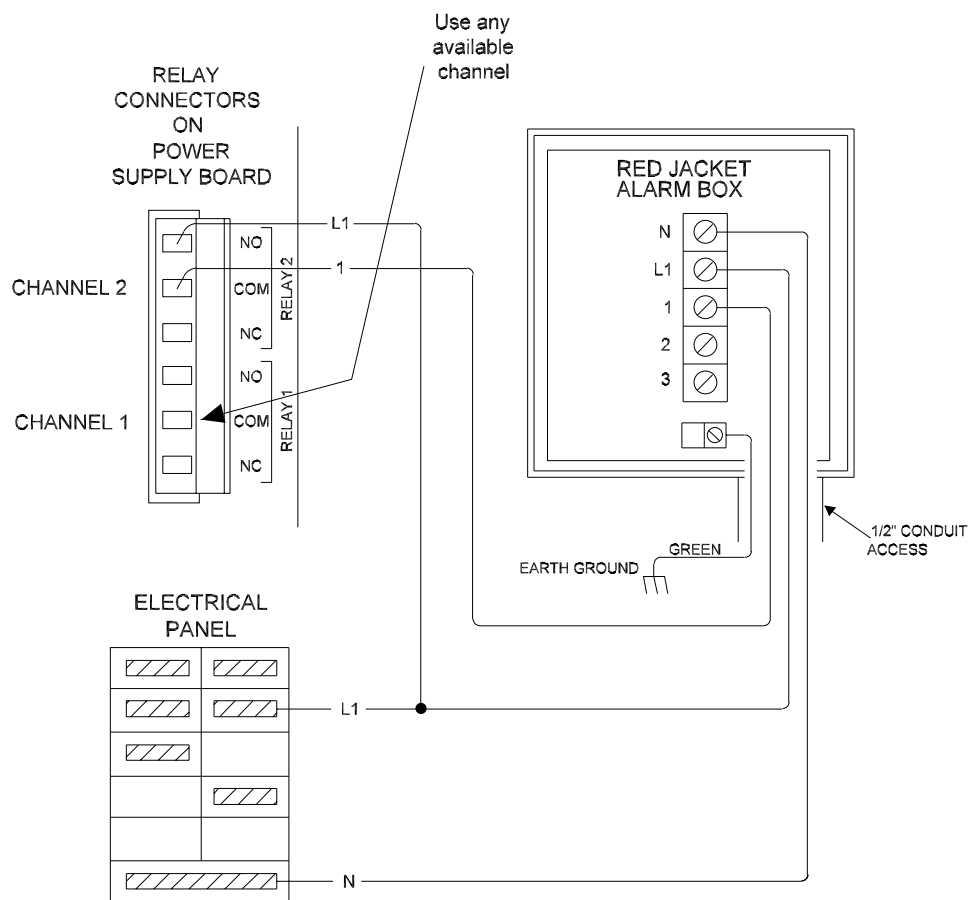 Use any
available
channel
RELAY
CONNECTORS
ON
POWER
SUPPLY BOARD
L1
NO
1
CHANNEL 2
COM
RELAY 2
NC
NO
CHANNEL 1
COM
RELAY 1
NC
RED JACKET
ALARM BOX
N
L1
1
2
3
1/2" CONDUIT
ACCESS
GREEN
EARTH GROUND
ELECTRICAL
PANEL
L1
N